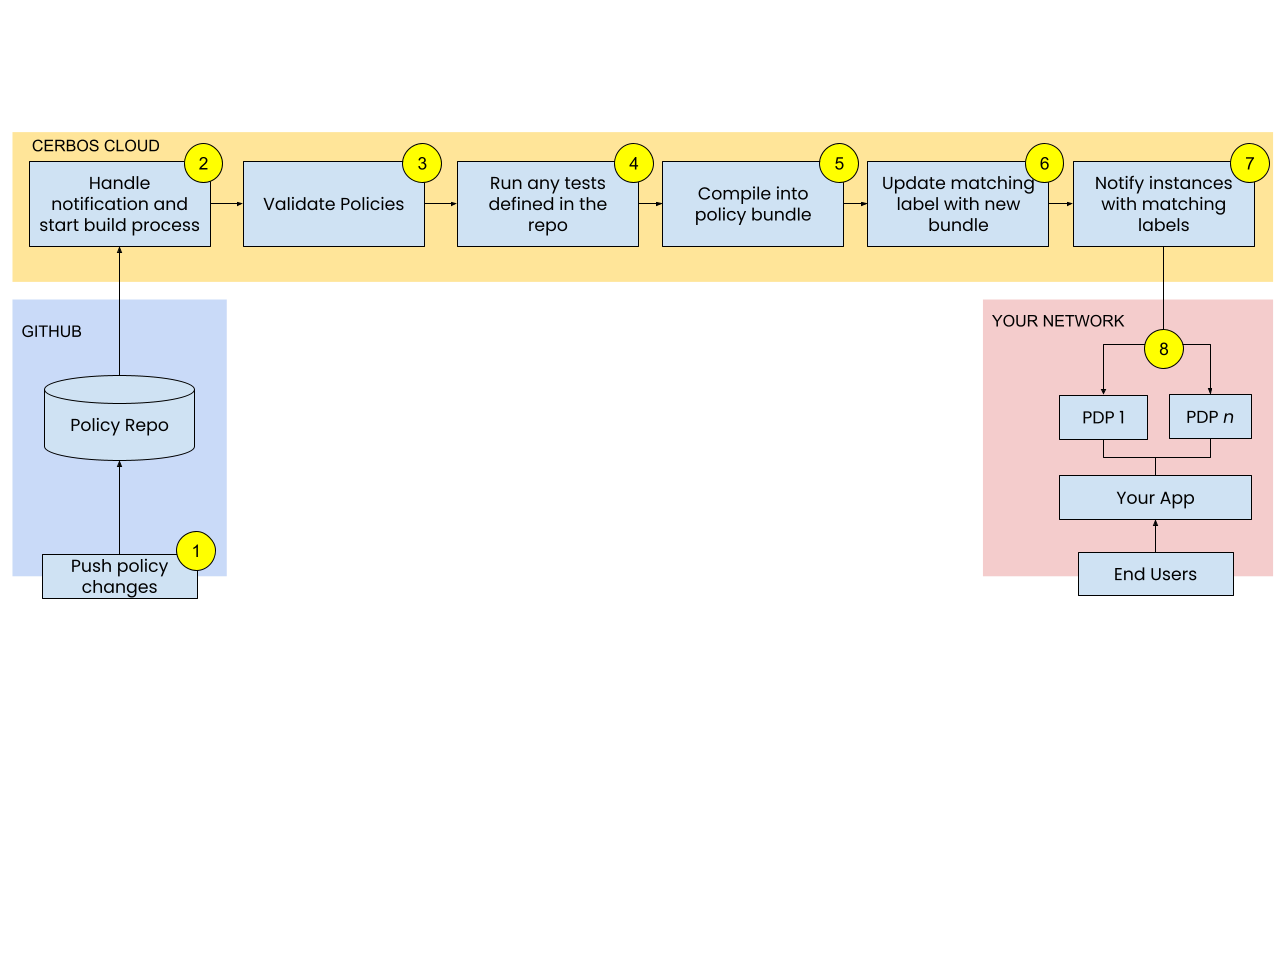 CERBOS CLOUD
2
Handle
notification and
start build process
3
Validate Policies
4
Run any tests
defined in the
repo
5
Compile into
policy bundle
6
Update matching
label with new
bundle
7
Notify instances
with matching
labels
GITHUB
Policy Repo
1
Push policy
changes
YOUR NETWORK
8
PDP 1
PDP n
Your App
End Users